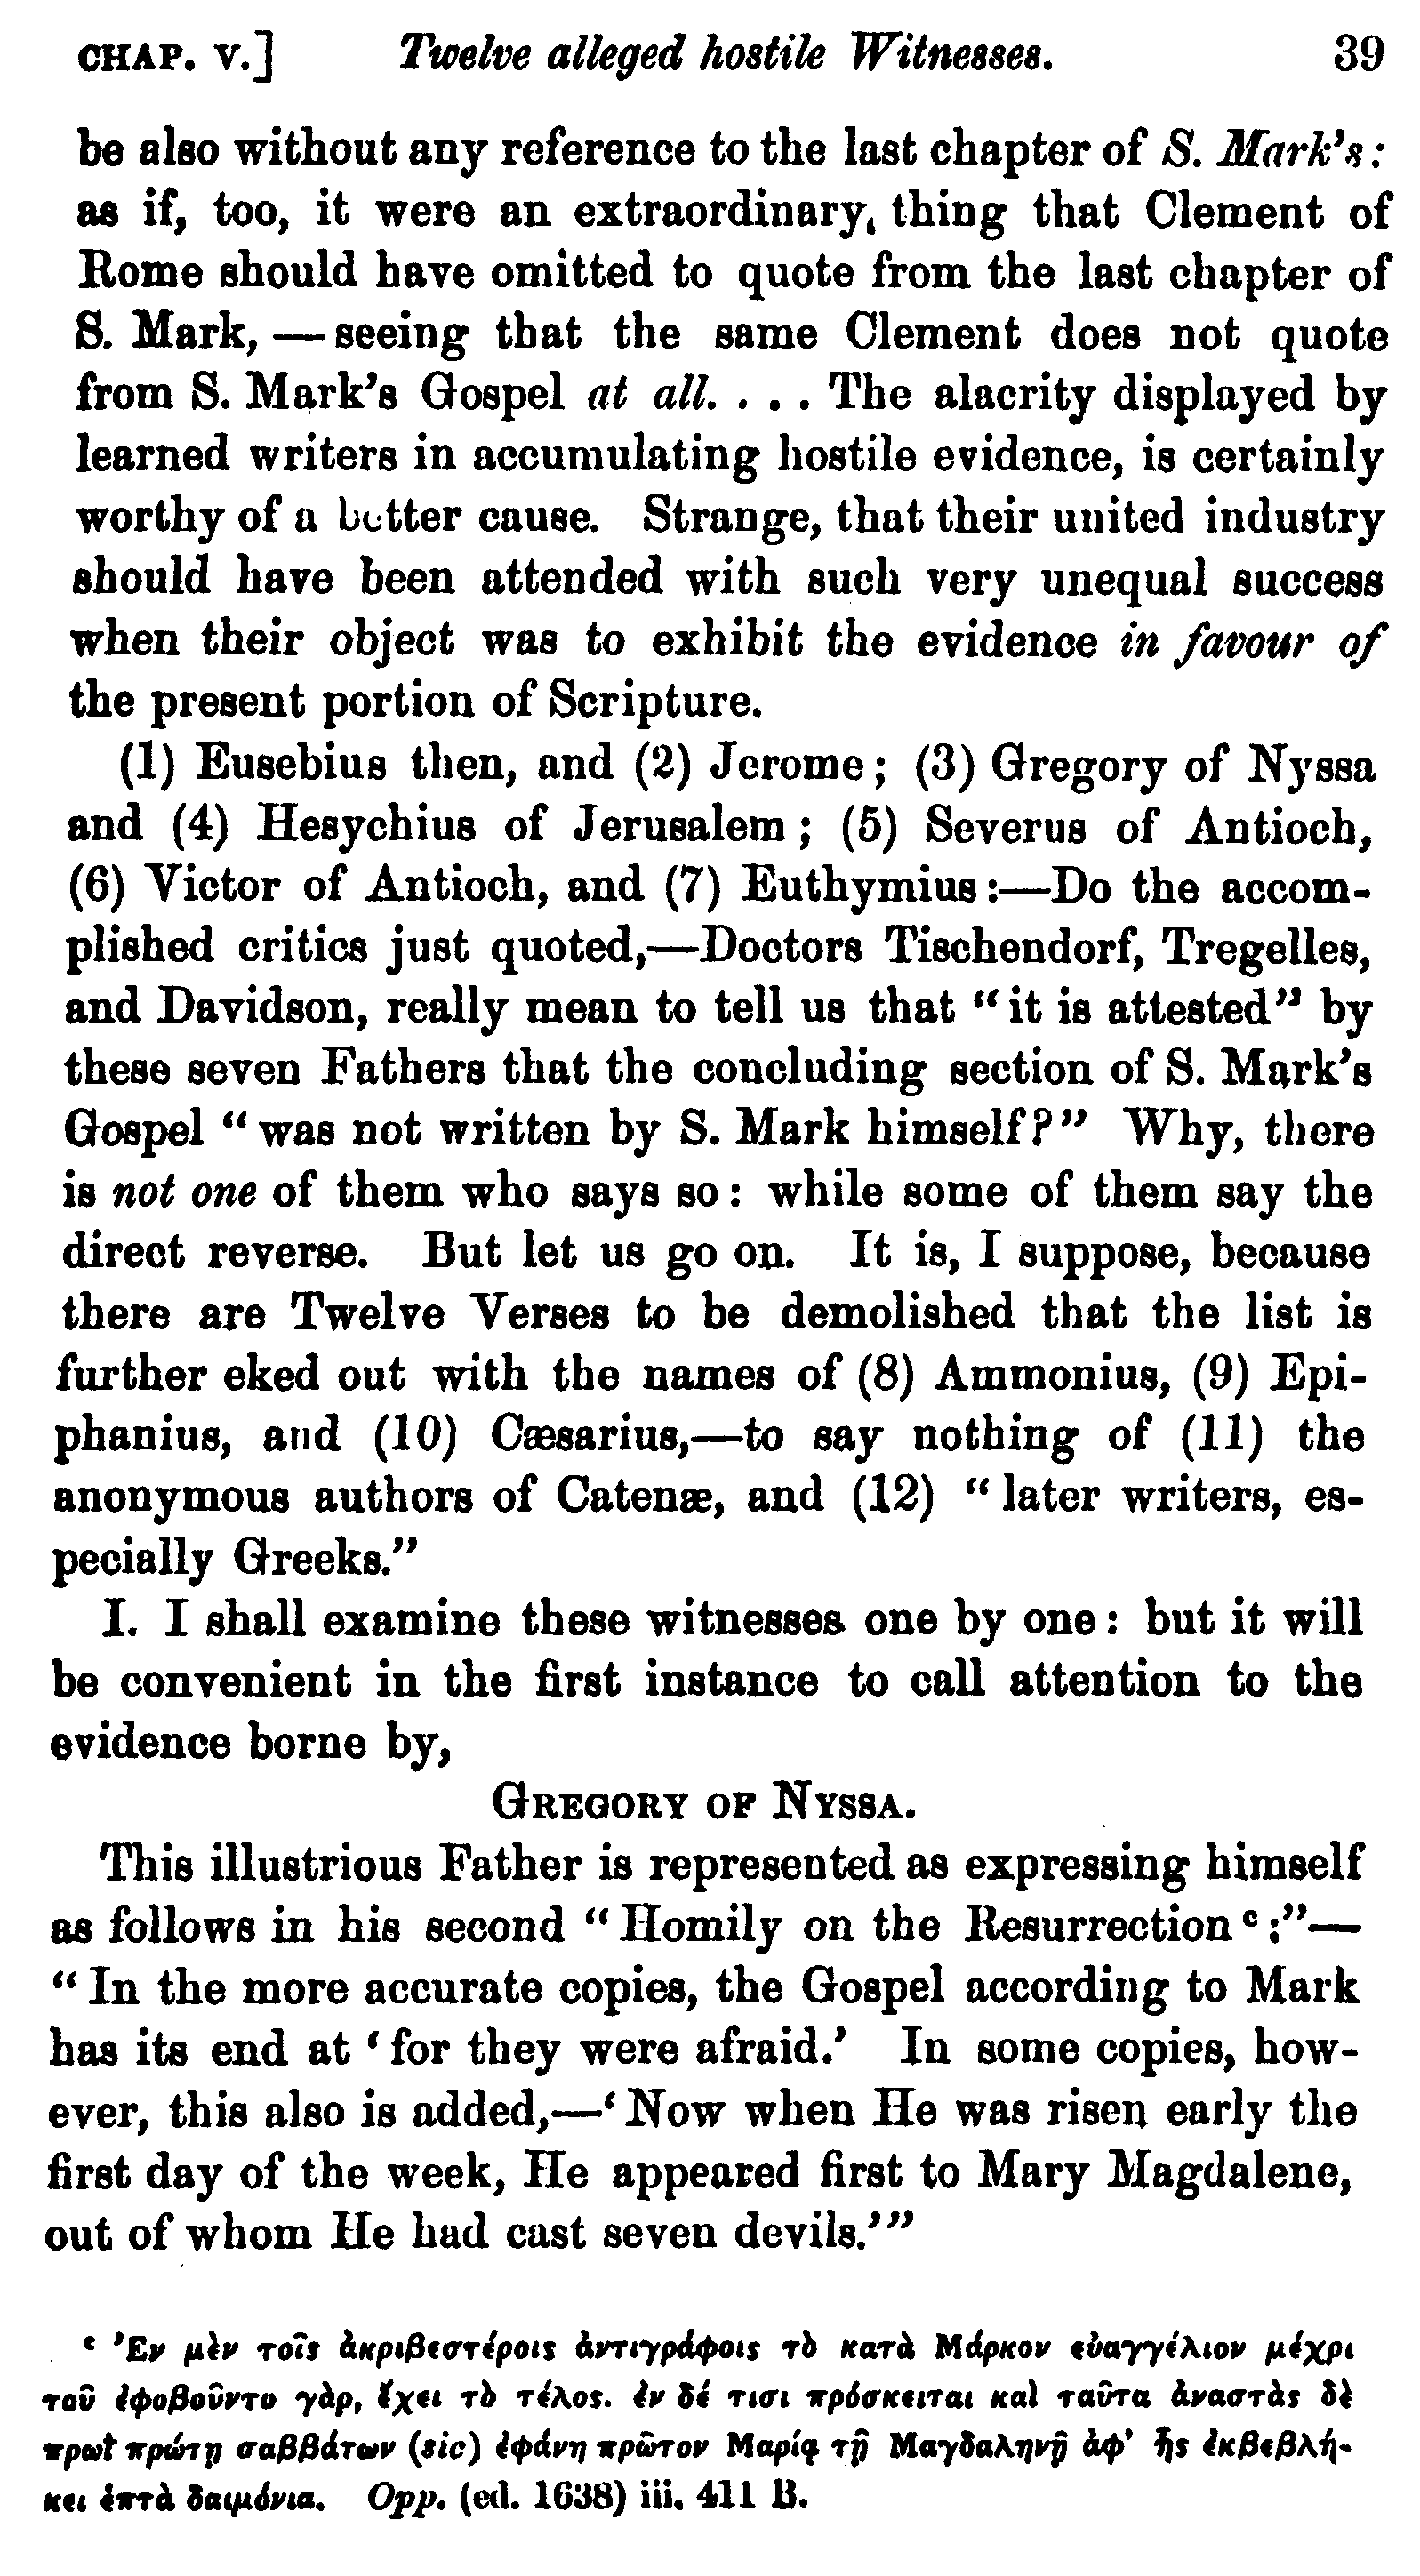 CHAP. V.] Twelve alleged hostile Witnesses. 39
be also without any reference to the last chapter of S. Mark's:
as if, too, it were an extraordinary, thing that Clement of
Rome should have omitted to quote from the last chapter of
S. Mark, — seeing that the same Clement does not quote
from S. Mark's Gospel at all. . . . The alacrity displayed by
learned writers in accumulating hostile evidence, is certainly
worthy of a better cause. Strange, that their united industry
should have been attended with such very unequal success
when their object was to exhibit the evidence in favour of
the present portion of Scripture.
(1) Eusebius then, and (2) Jerome; (3) Gregory of Nyssa
and (4) Hesychius of Jerusalem; (5) Severus of Antioch,
(6) Victor of Antioch, and (7) Euthymius:—Do the accom-
plished critics just quoted,—Doctors Tischendorf, Tregelles,
and Davidson, really mean to tell us that "it is attested" by
these seven Fathers that the concluding section of S. Mark's
Gospel "was not written by S. Mark himself?" Why, there
is not one of them who says so: while some of them say the
direct reverse. But let us go on. It is, I suppose, because
there are Twelve Verses to be demolished that the list is
further eked out with the names of (8) Ammonius, (9) Epi-
phanius, and (10) Cæsarius,—to say nothing of (11) the
anonymous authors of Catenæ, and (12) "later writers, es-
pecially Greeks."
I. I shall examine these witnesses one by one: but it will
be convenient in the first instance to call attention to the
evidence borne by,
GREGORY OF NYSSA.
This illustrious Father is represented as expressing himself
as follows in his second "Homily on the Resurrection c:"—
"In the more accurate copies, the Gospel according to Mark
has its end at 'for they were afraid.' In some copies, how-
ever, this also is added,—'Now when He was risen early the
first day of the week, He appeared first to Mary Magdalene,
out of whom He had cast seven devils.'"
c Ἐν μὲν τοῖς ἀκριβεστέροις ἀντιγράφοις τὸ κατὰ Μάρκον εὐαγγέλιον μέχρι
τοῦ ἐφοβοῦντο γὰρ, ἔχει τὸ τέλος. ἐν δέ τισι πρόσκειται καὶ ταῦτα ἀναστὰς δὲ
πρωῒ πρώτῃ σαββάτων (sic) ἐφάνη πρῶτον Μαρίᾳ τῇ Μαγδαληνῇ ἀφ' ἧς ἐκβεβλή-
κει ἑπτὰ δαιμόνια. Opp. (ed. 1638) iii. 411 B.